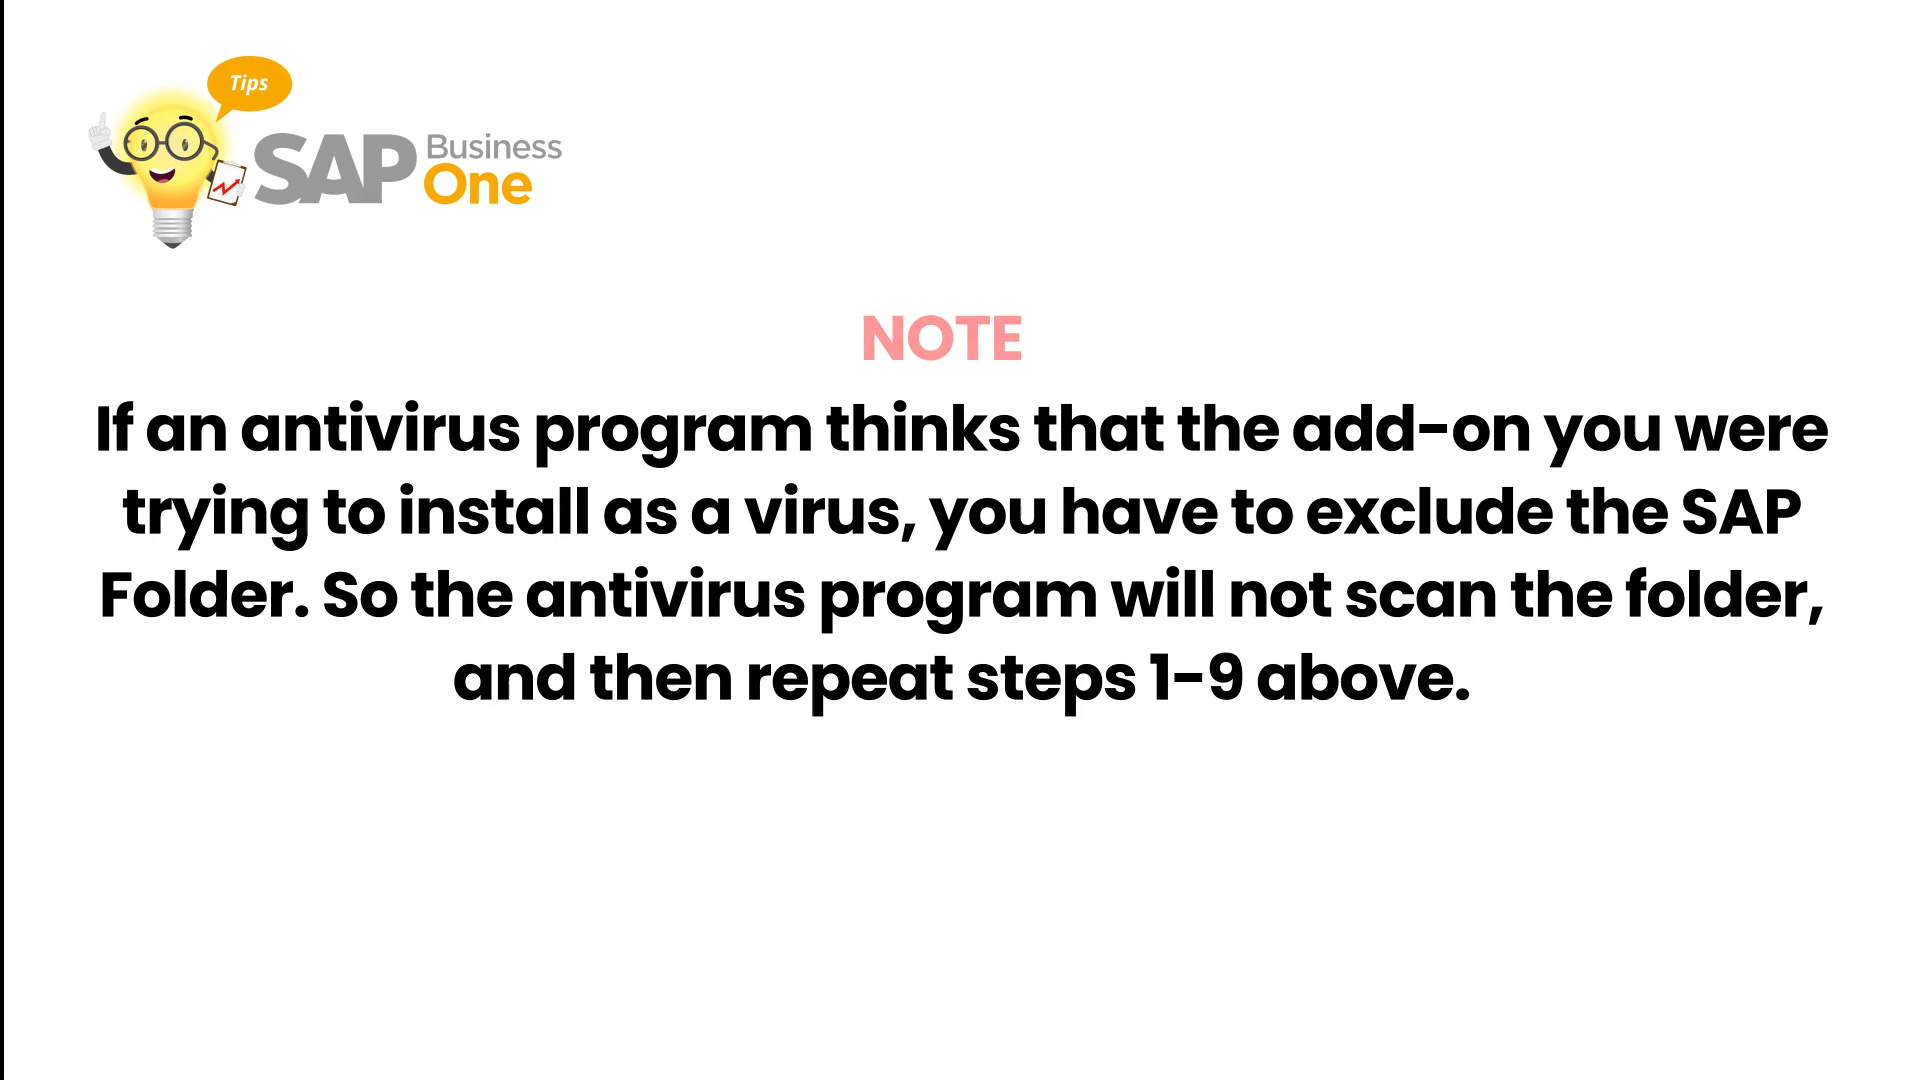 Tips
SAP Business One
NOTE
If an antivirus program thinks that the add-on you were
trying to install as a virus, you have to exclude the SAP
Folder. So the antivirus program will not scan the folder,
and then repeat steps 1-9 above.